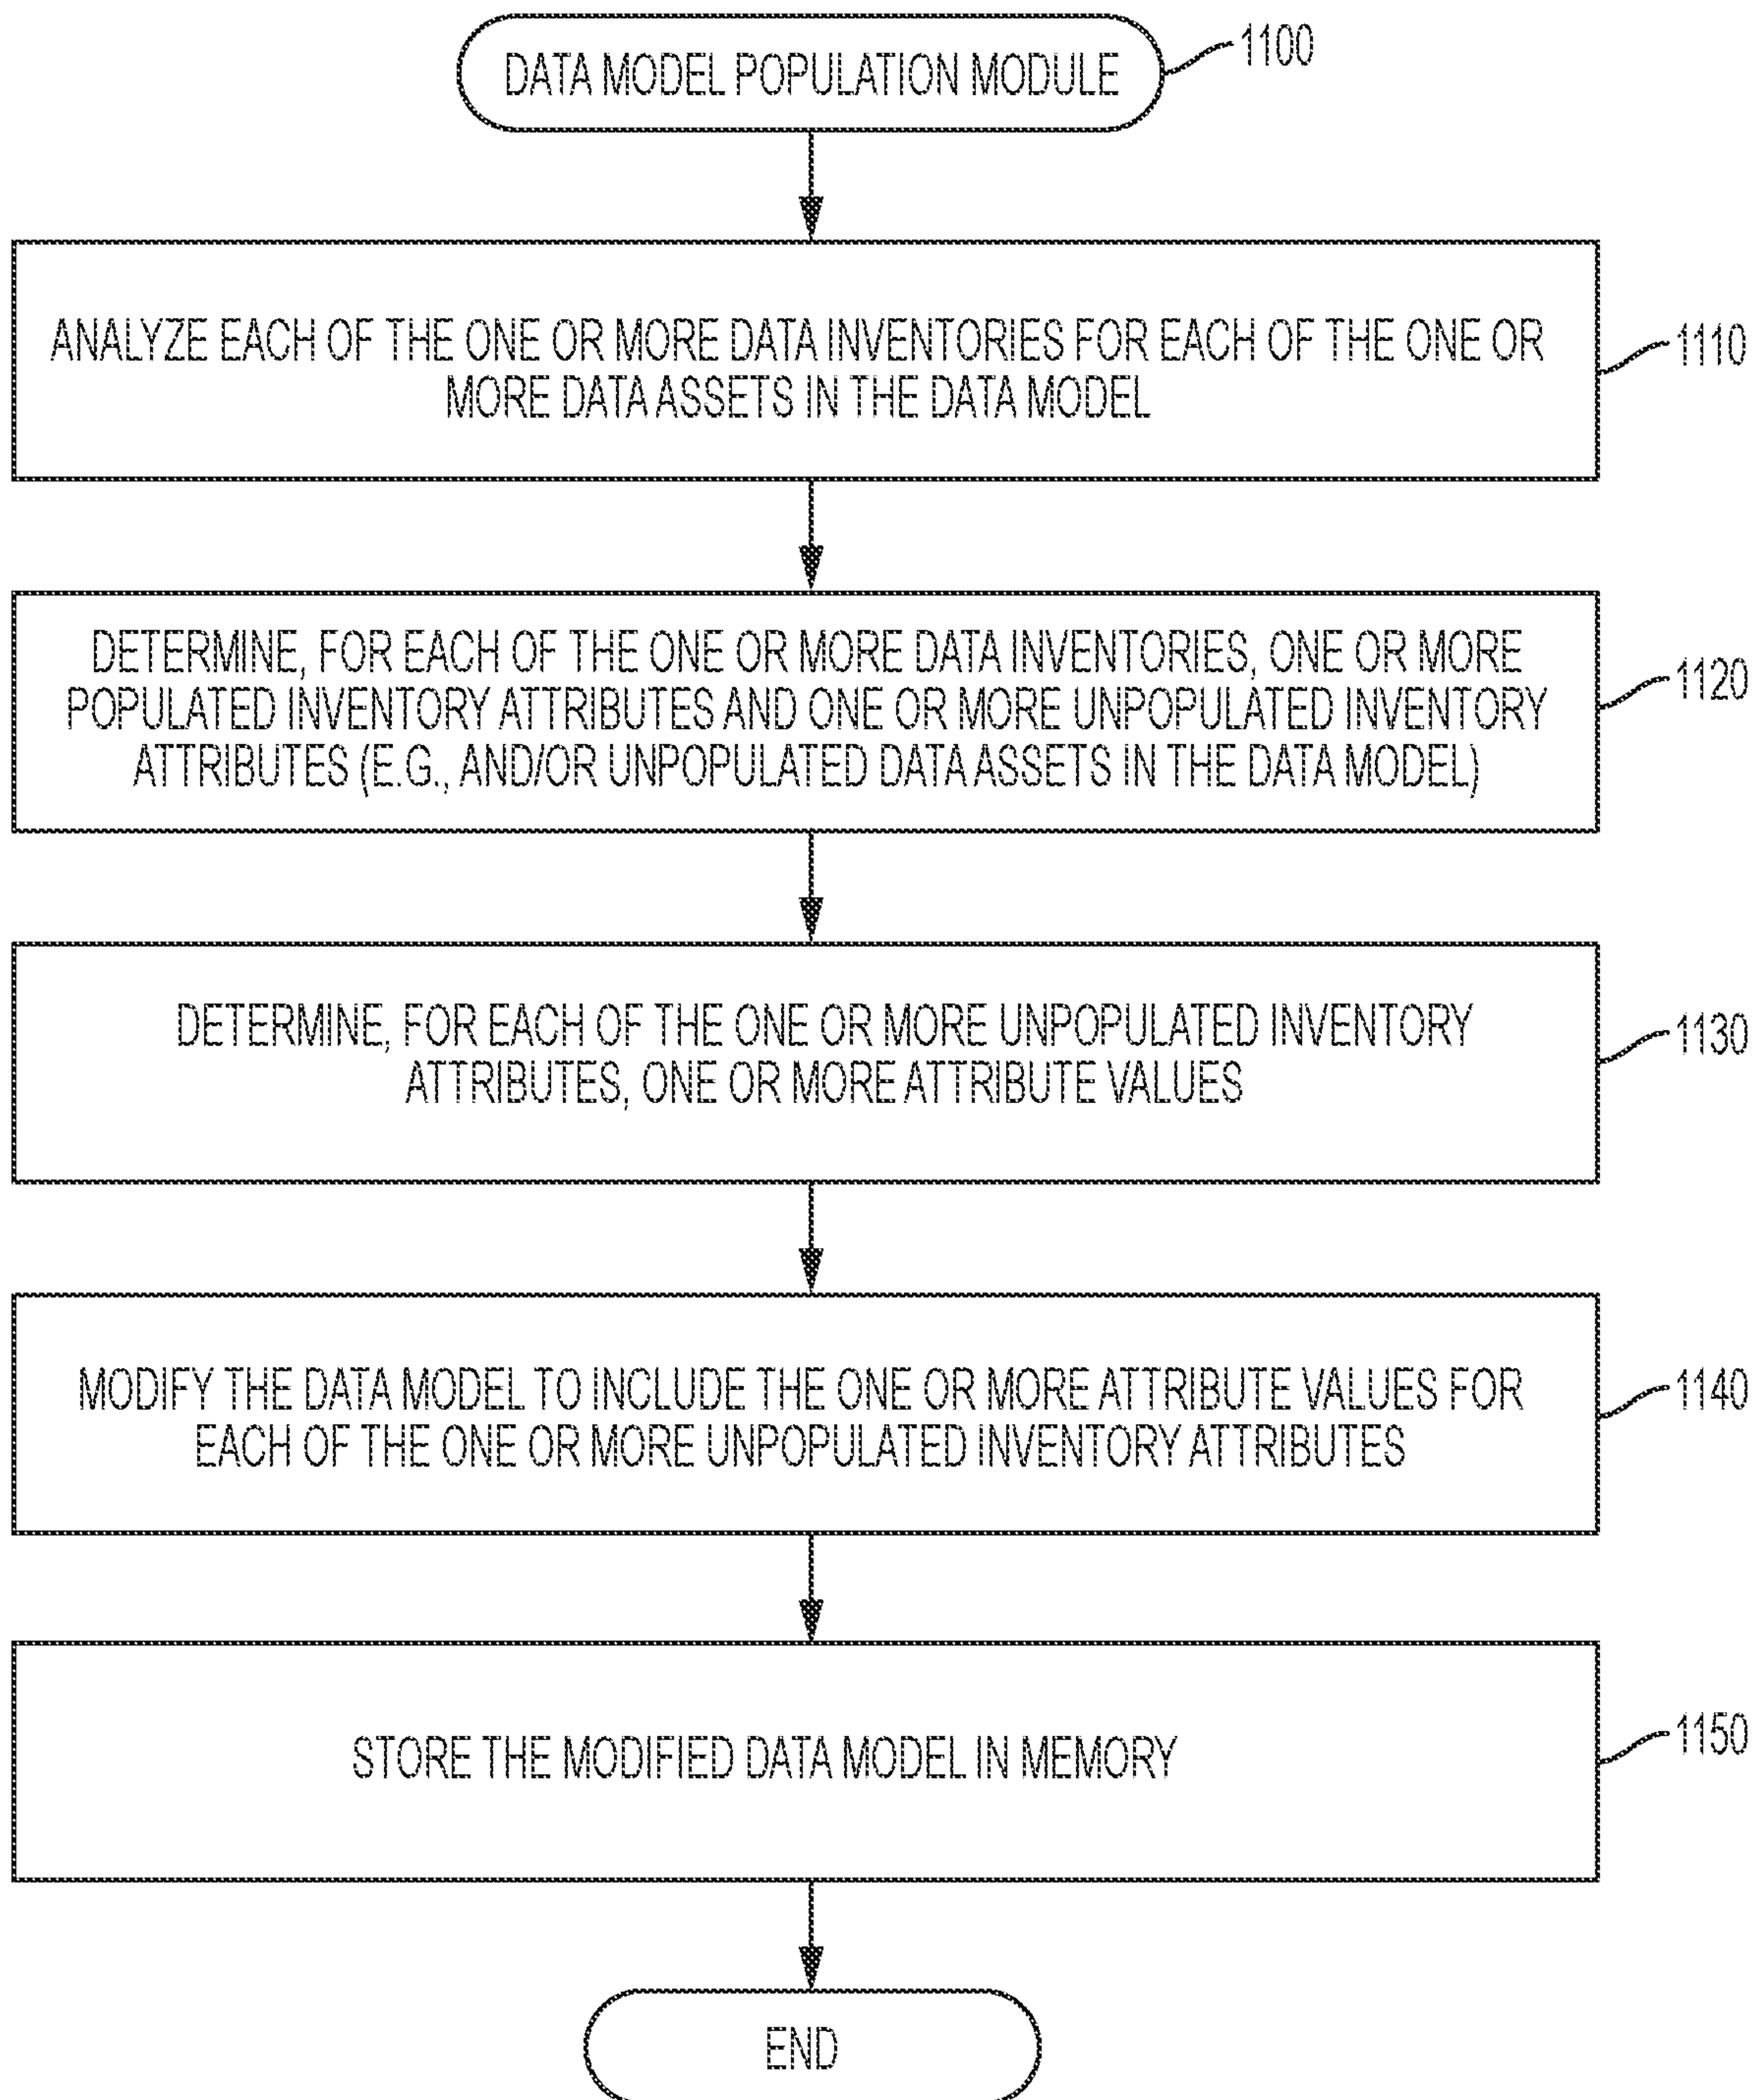 DATA MODEL POPULATION MODULE
1100
ANALYZE EACH OF THE ONE OR MORE DATA INVENTORIES FOR EACH OF THE ONE OR
MORE DATA ASSETS IN THE DATA MODEL
1110
DETERMINE, FOR EACH OF THE ONE OR MORE DATA INVENTORIES, ONE OR MORE
POPULATED INVENTORY ATTRIBUTES AND ONE OR MORE UNPOPULATED INVENTORY
ATTRIBUTES (E.G., AND/OR UNPOPULATED DATA ASSETS IN THE DATA MODEL)
1120
DETERMINE, FOR EACH OF THE ONE OR MORE UNPOPULATED INVENTORY
ATTRIBUTES, ONE OR MORE ATTRIBUTE VALUES
1130
MODIFY THE DATA MODEL TO INCLUDE THE ONE OR MORE ATTRIBUTE VALUES FOR
EACH OF THE ONE OR MORE UNPOPULATED INVENTORY ATTRIBUTES
1140
STORE THE MODIFIED DATA MODEL IN MEMORY
1150
END